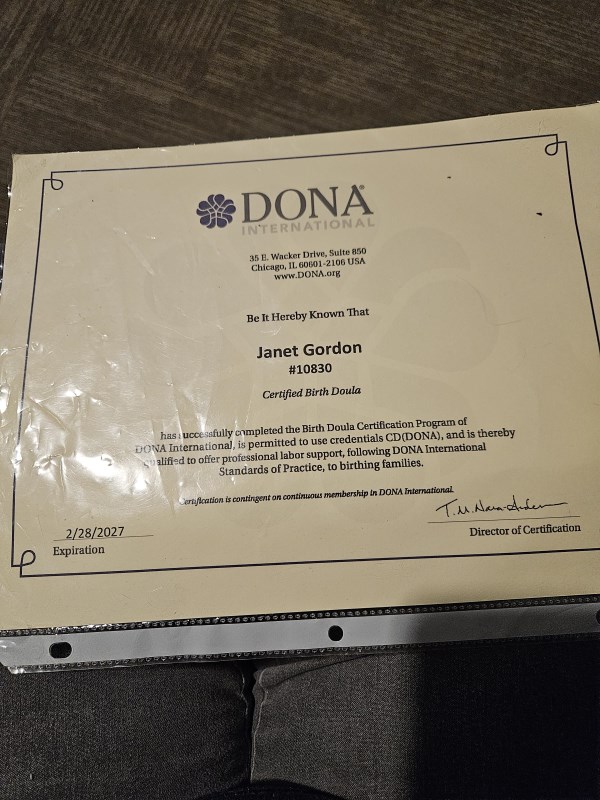 DONA
INTERNATIONAL
35 E. Wacker Drive, Suite 850
Chicago, IL 60601-2106 USA
www.DONA.org
Be It Hereby Known That
Janet Gordon
#10830
Certified Birth Doula
has successfully completed the Birth Doula Certification Program of
DONA International, is permitted to use credentials CD(DONA), and is thereby
qualified to offer professional labor support, following DONA International
Standards of Practice, to birthing families.
Certification is contingent on continuous membership in DONA International.
2/28/2027
Expiration
Director of Certification